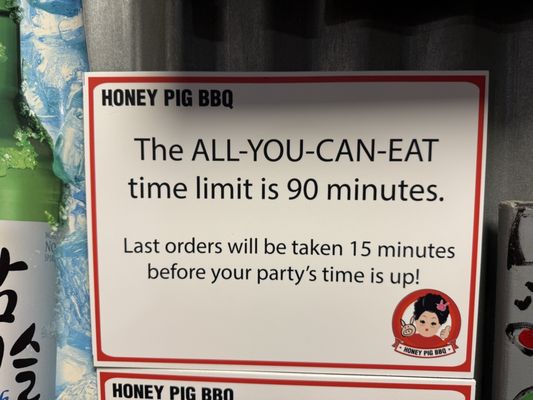 HONEY PIG BBQ
The ALL-YOU-CAN-EAT
time limit is 90 minutes.
Last orders will be taken 15 minutes
before your party's time is up!
HONEY PIG BBQ
HONEY PIG BBQ